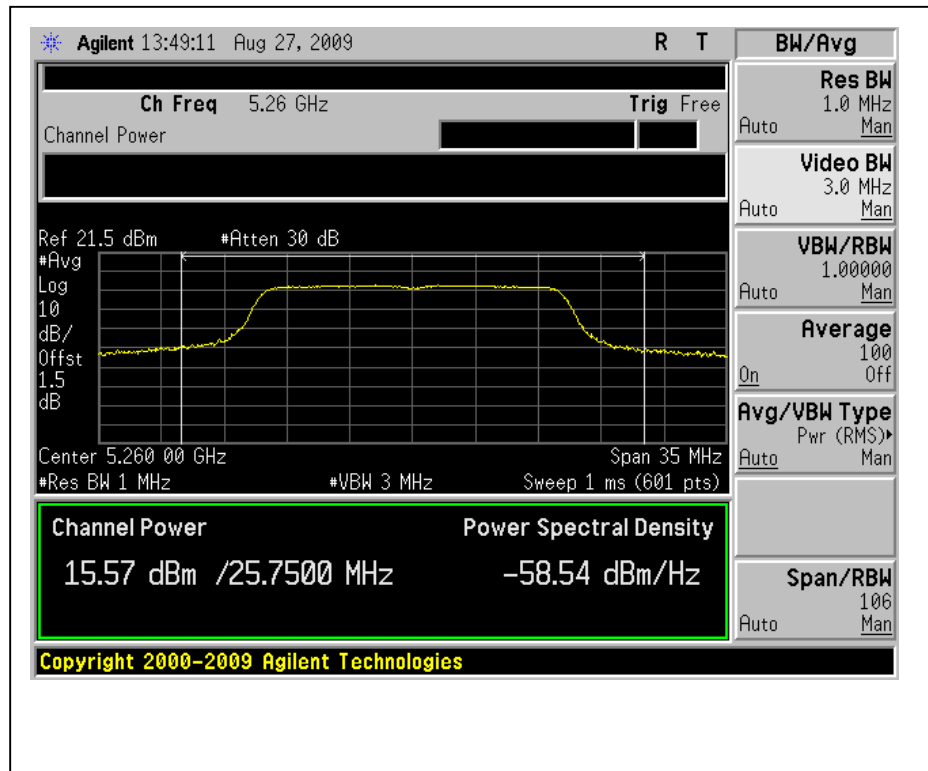 Agilent 13:49:11 Aug 27, 2009 R T
Ch Freq 5.26 GHz Trig Free
Channel Power
Ref 21.5 dBm #Atten 30 dB
#Avg
Log
10
dB/
Offst
1.5
dB
Center 5.260 00 GHz Span 35 MHz
#Res BW 1 MHz #VBW 3 MHz Sweep 1 ms (601 pts)
Channel Power Power Spectral Density
15.57 dBm /25.7500 MHz -58.54 dBm/Hz
Copyright 2000-2009 Agilent Technologies
BW/Avg
Res BW
1.0 MHz
Auto Man
Video BW
3.0 MHz
Auto Man
VBW/RBW
1.00000
Auto Man
Average
100
On Off
Avg/VBW Type
Pwr (RMS)▸
Auto Man
Span/RBW
106
Auto Man